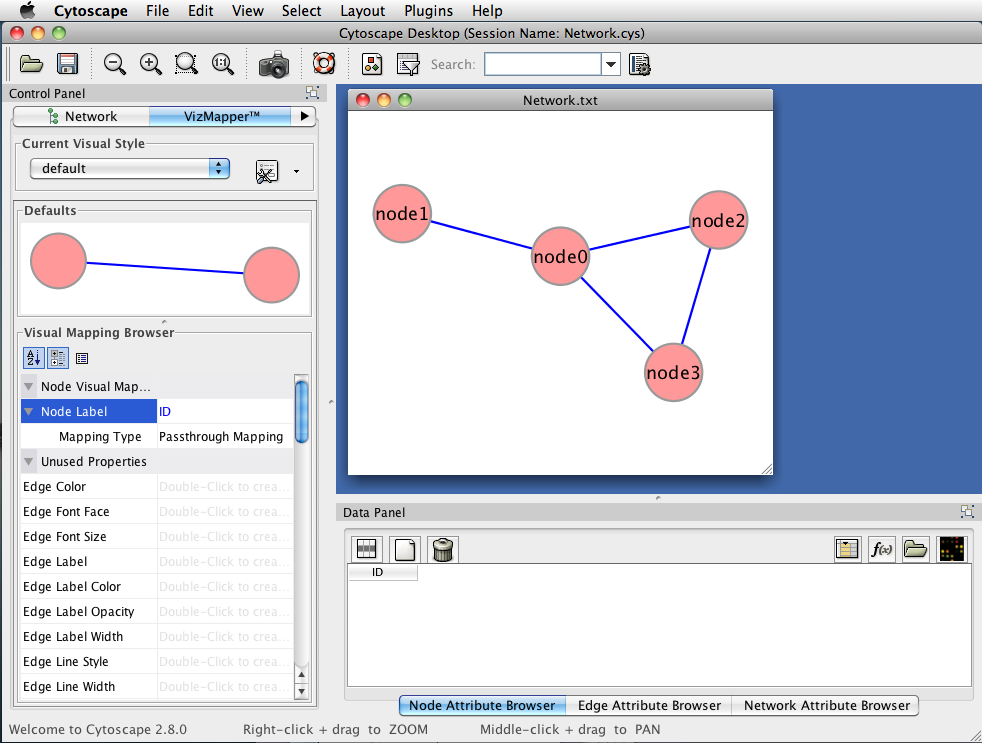 Cytoscape File Edit View Select Layout Plugins Help
Cytoscape Desktop (Session Name: Network.cys)
1:1
Search:
Control Panel
Network VizMapper™
Current Visual Style
default
Defaults
Visual Mapping Browser
A
Z
Node Visual Map...
Node Label ID
Mapping Type Passthrough Mapping
Unused Properties
Edge Color Double-Click to crea...
Edge Font Face Double-Click to crea...
Edge Font Size Double-Click to crea...
Edge Label Double-Click to crea...
Edge Label Color Double-Click to crea...
Edge Label Opacity Double-Click to crea...
Edge Label Width Double-Click to crea...
Edge Line Style Double-Click to crea...
Edge Line Width Double-Click to crea...
Network.txt
node1
node2
node0
node3
Data Panel
f(x)
ID
Node Attribute Browser Edge Attribute Browser Network Attribute Browser
Welcome to Cytoscape 2.8.0 Right-click + drag to ZOOM Middle-click + drag to PAN